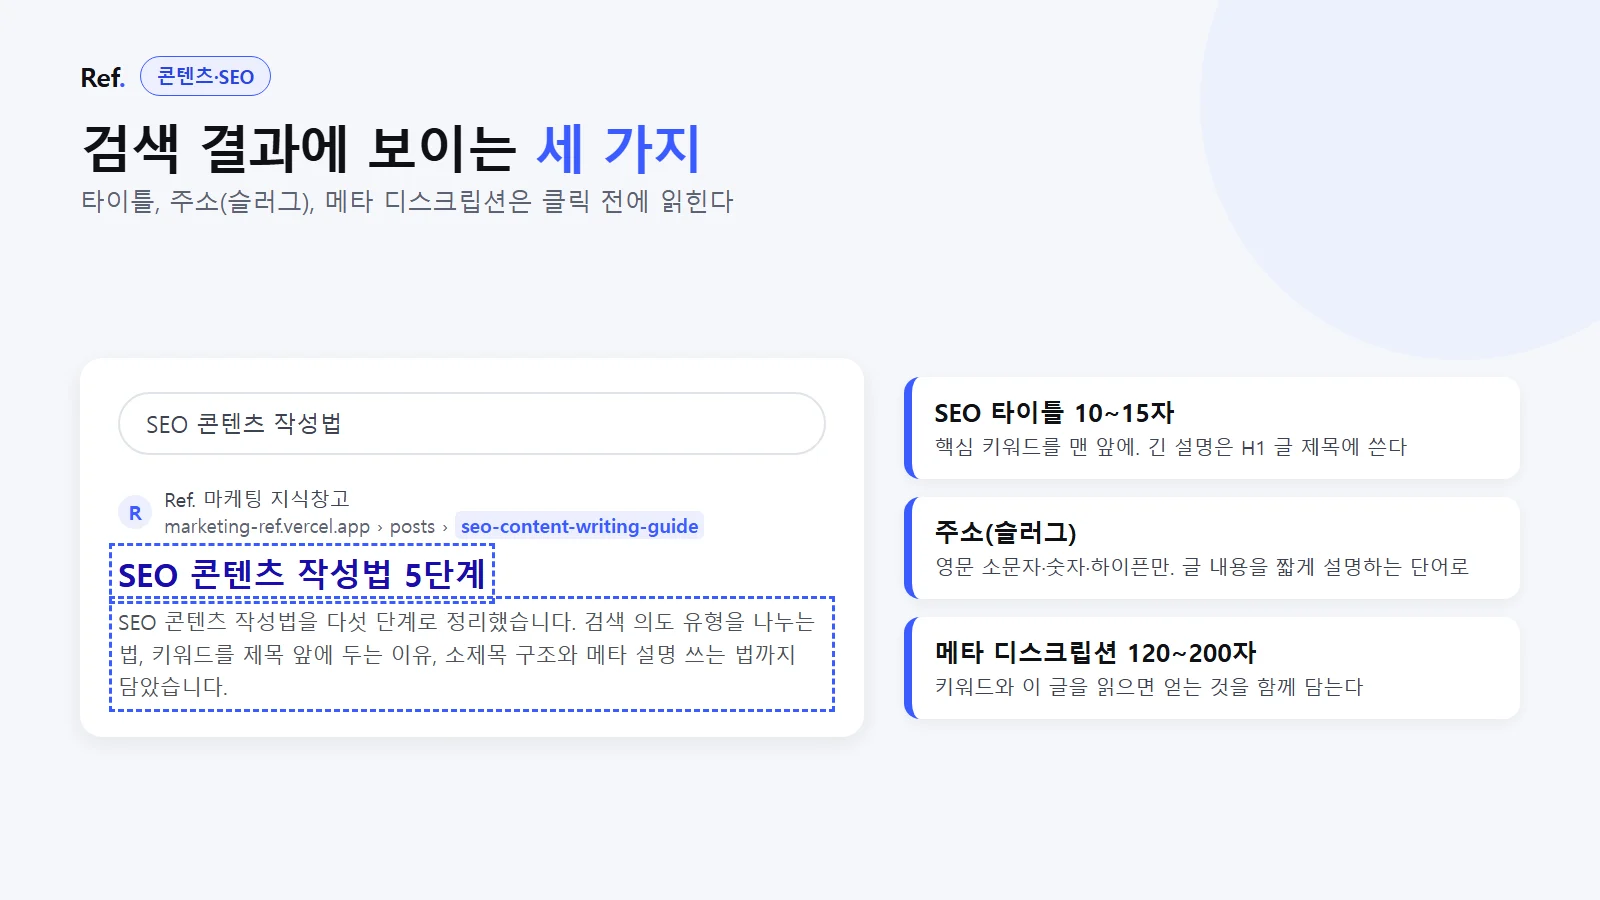 Ref. 콘텐츠·SEO
검색 결과에 보이는 세 가지
타이틀, 주소(슬러그), 메타 디스크립션은 클릭 전에 읽힌다
SEO 콘텐츠 작성법
R
Ref. 마케팅 지식창고
marketing-ref.vercel.app › posts › seo-content-writing-guide
SEO 콘텐츠 작성법 5단계
SEO 콘텐츠 작성법을 다섯 단계로 정리했습니다. 검색 의도 유형을 나누는
법, 키워드를 제목 앞에 두는 이유, 소제목 구조와 메타 설명 쓰는 법까지
담았습니다.
SEO 타이틀 10~15자
핵심 키워드를 맨 앞에. 긴 설명은 H1 글 제목에 쓴다
주소(슬러그)
영문 소문자·숫자·하이픈만. 글 내용을 짧게 설명하는 단어로
메타 디스크립션 120~200자
키워드와 이 글을 읽으면 얻는 것을 함께 담는다